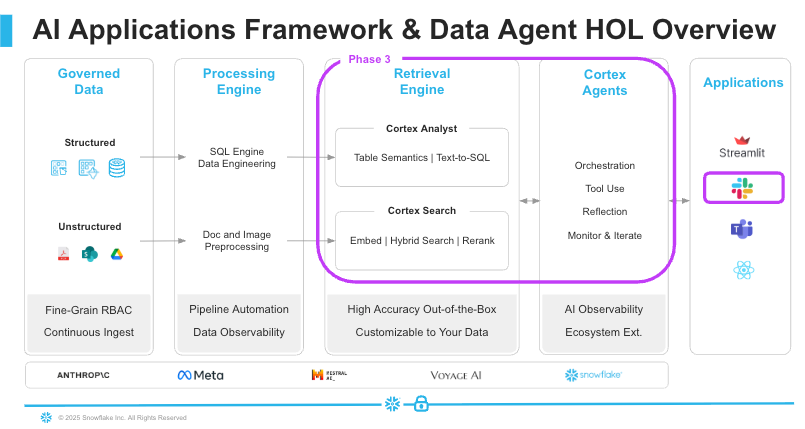 AI Applications Framework & Data Agent HOL Overview
Phase 3
Governed
Data
Structured
Unstructured
Fine-Grain RBAC
Continuous Ingest
Processing
Engine
SQL Engine
Data Engineering
Doc and Image
Preprocessing
Pipeline Automation
Data Observability
Retrieval
Engine
Cortex Analyst
Table Semantics | Text-to-SQL
Cortex Search
Embed | Hybrid Search | Rerank
High Accuracy Out-of-the-Box
Customizable to Your Data
Cortex
Agents
Orchestration
Tool Use
Reflection
Monitor & Iterate
AI Observability
Ecosystem Ext.
Applications
Streamlit
ANTHROP\C
Meta
MISTRAL
AI_
VOYAGE AI
snowflake
© 2025 Snowflake Inc. All Rights Reserved